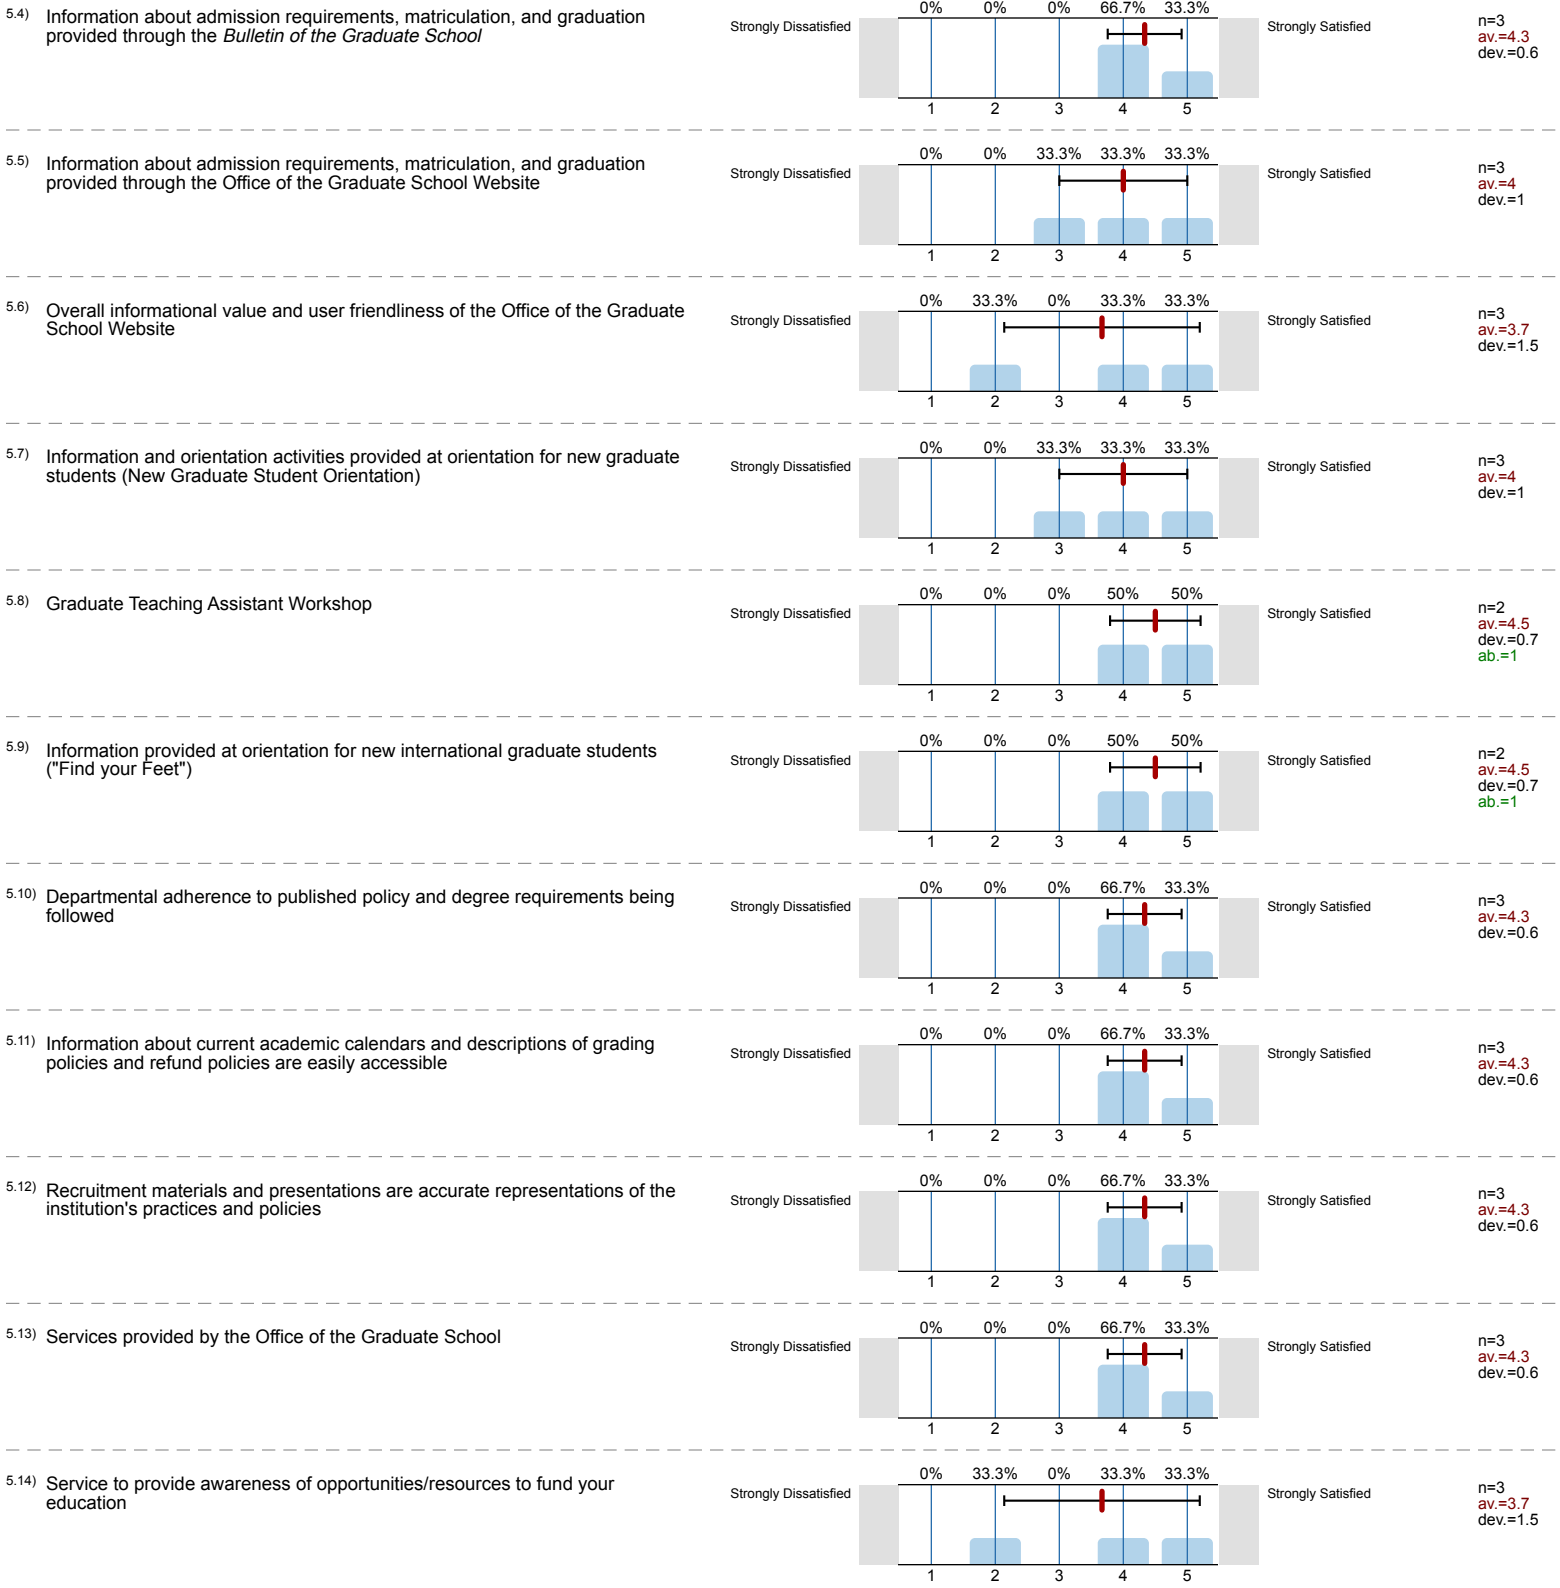 5.4) Information about admission requirements, matriculation, and graduation
provided through the Bulletin of the Graduate School
Strongly Dissatisfied
0% 0% 0% 66.7% 33.3%
1 2 3 4 5
Strongly Satisfied
n=3
av.=4.3
dev.=0.6
5.5) Information about admission requirements, matriculation, and graduation
provided through the Office of the Graduate School Website
Strongly Dissatisfied
0% 0% 33.3% 33.3% 33.3%
1 2 3 4 5
Strongly Satisfied
n=3
av.=4
dev.=1
5.6) Overall informational value and user friendliness of the Office of the Graduate
School Website
Strongly Dissatisfied
0% 33.3% 0% 33.3% 33.3%
1 2 3 4 5
Strongly Satisfied
n=3
av.=3.7
dev.=1.5
5.7) Information and orientation activities provided at orientation for new graduate
students (New Graduate Student Orientation)
Strongly Dissatisfied
0% 0% 33.3% 33.3% 33.3%
1 2 3 4 5
Strongly Satisfied
n=3
av.=4
dev.=1
5.8) Graduate Teaching Assistant Workshop
Strongly Dissatisfied
0% 0% 0% 50% 50%
1 2 3 4 5
Strongly Satisfied
n=2
av.=4.5
dev.=0.7
ab.=1
5.9) Information provided at orientation for new international graduate students
("Find your Feet")
Strongly Dissatisfied
0% 0% 0% 50% 50%
1 2 3 4 5
Strongly Satisfied
n=2
av.=4.5
dev.=0.7
ab.=1
5.10) Departmental adherence to published policy and degree requirements being
followed
Strongly Dissatisfied
0% 0% 0% 66.7% 33.3%
1 2 3 4 5
Strongly Satisfied
n=3
av.=4.3
dev.=0.6
5.11) Information about current academic calendars and descriptions of grading
policies and refund policies are easily accessible
Strongly Dissatisfied
0% 0% 0% 66.7% 33.3%
1 2 3 4 5
Strongly Satisfied
n=3
av.=4.3
dev.=0.6
5.12) Recruitment materials and presentations are accurate representations of the
institution's practices and policies
Strongly Dissatisfied
0% 0% 0% 66.7% 33.3%
1 2 3 4 5
Strongly Satisfied
n=3
av.=4.3
dev.=0.6
5.13) Services provided by the Office of the Graduate School
Strongly Dissatisfied
0% 0% 0% 66.7% 33.3%
1 2 3 4 5
Strongly Satisfied
n=3
av.=4.3
dev.=0.6
5.14) Service to provide awareness of opportunities/resources to fund your
education
Strongly Dissatisfied
0% 33.3% 0% 33.3% 33.3%
1 2 3 4 5
Strongly Satisfied
n=3
av.=3.7
dev.=1.5